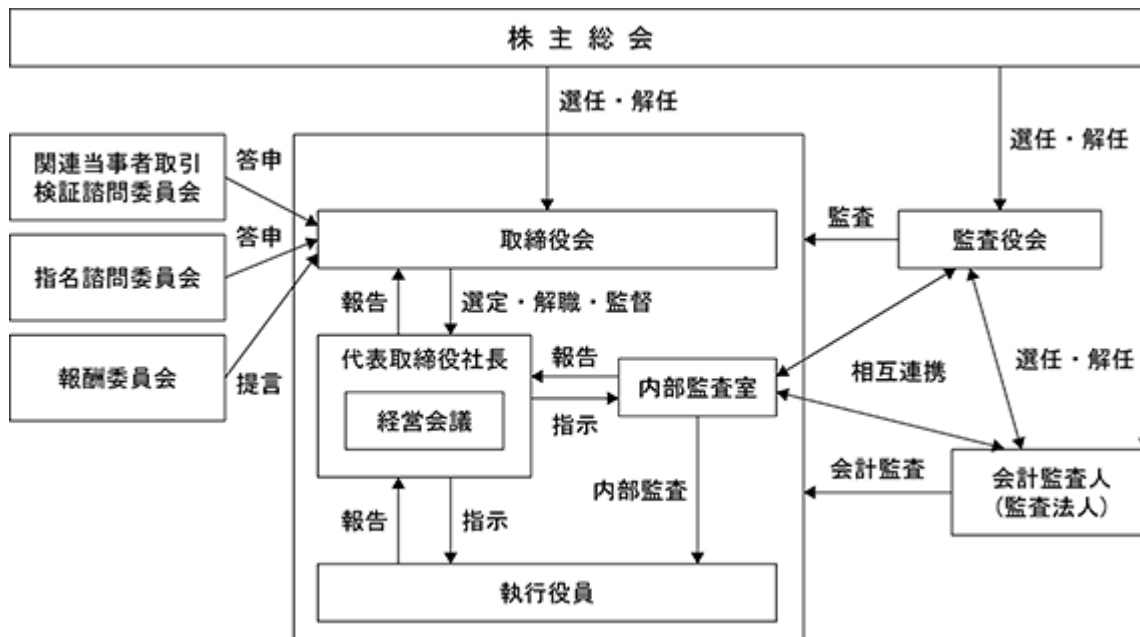 株主総会
選任・解任
選任・解任
関連当事者取引
検証諮問委員会
答申
取締役会
監査
監査役会
指名諮問委員会
答申
報告
選定・解職・監督
報酬委員会
提言
代表取締役社長
経営会議
報告
指示
内部監査室
相互連携
選任・解任
報告
指示
内部監査
会計監査
会計監査人
(監査法人)
執行役員